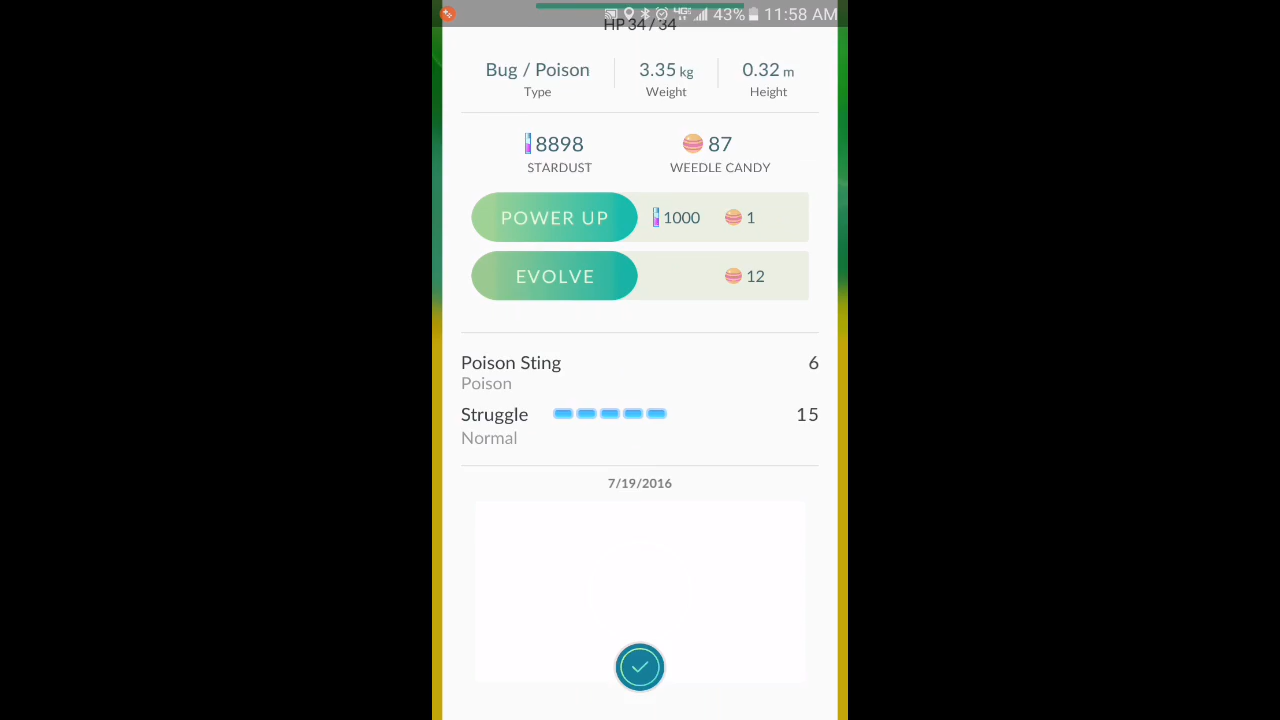 4G 43% 11:58 AM
HP 34 / 34
Bug / Poison 3.35 kg 0.32 m
Type Weight Height
8898 87
STARDUST WEEDLE CANDY
POWER UP 1000 1
EVOLVE 12
Poison Sting 6
Poison
Struggle 15
Normal
7/19/2016